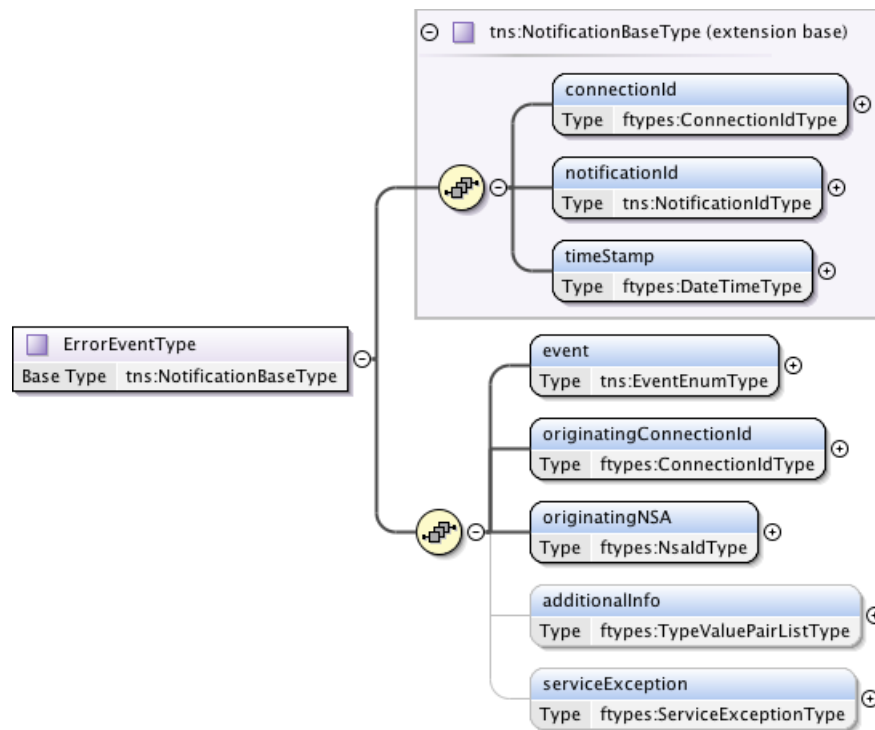 tns:NotificationBaseType (extension base)
connectionId
Type ftypes:ConnectionIdType
notificationId
Type tns:NotificationIdType
timeStamp
Type ftypes:DateTimeType
ErrorEventType
Base Type tns:NotificationBaseType
event
Type tns:EventEnumType
originatingConnectionId
Type ftypes:ConnectionIdType
originatingNSA
Type ftypes:NsaIdType
additionalInfo
Type ftypes:TypeValuePairListType
serviceException
Type ftypes:ServiceExceptionType